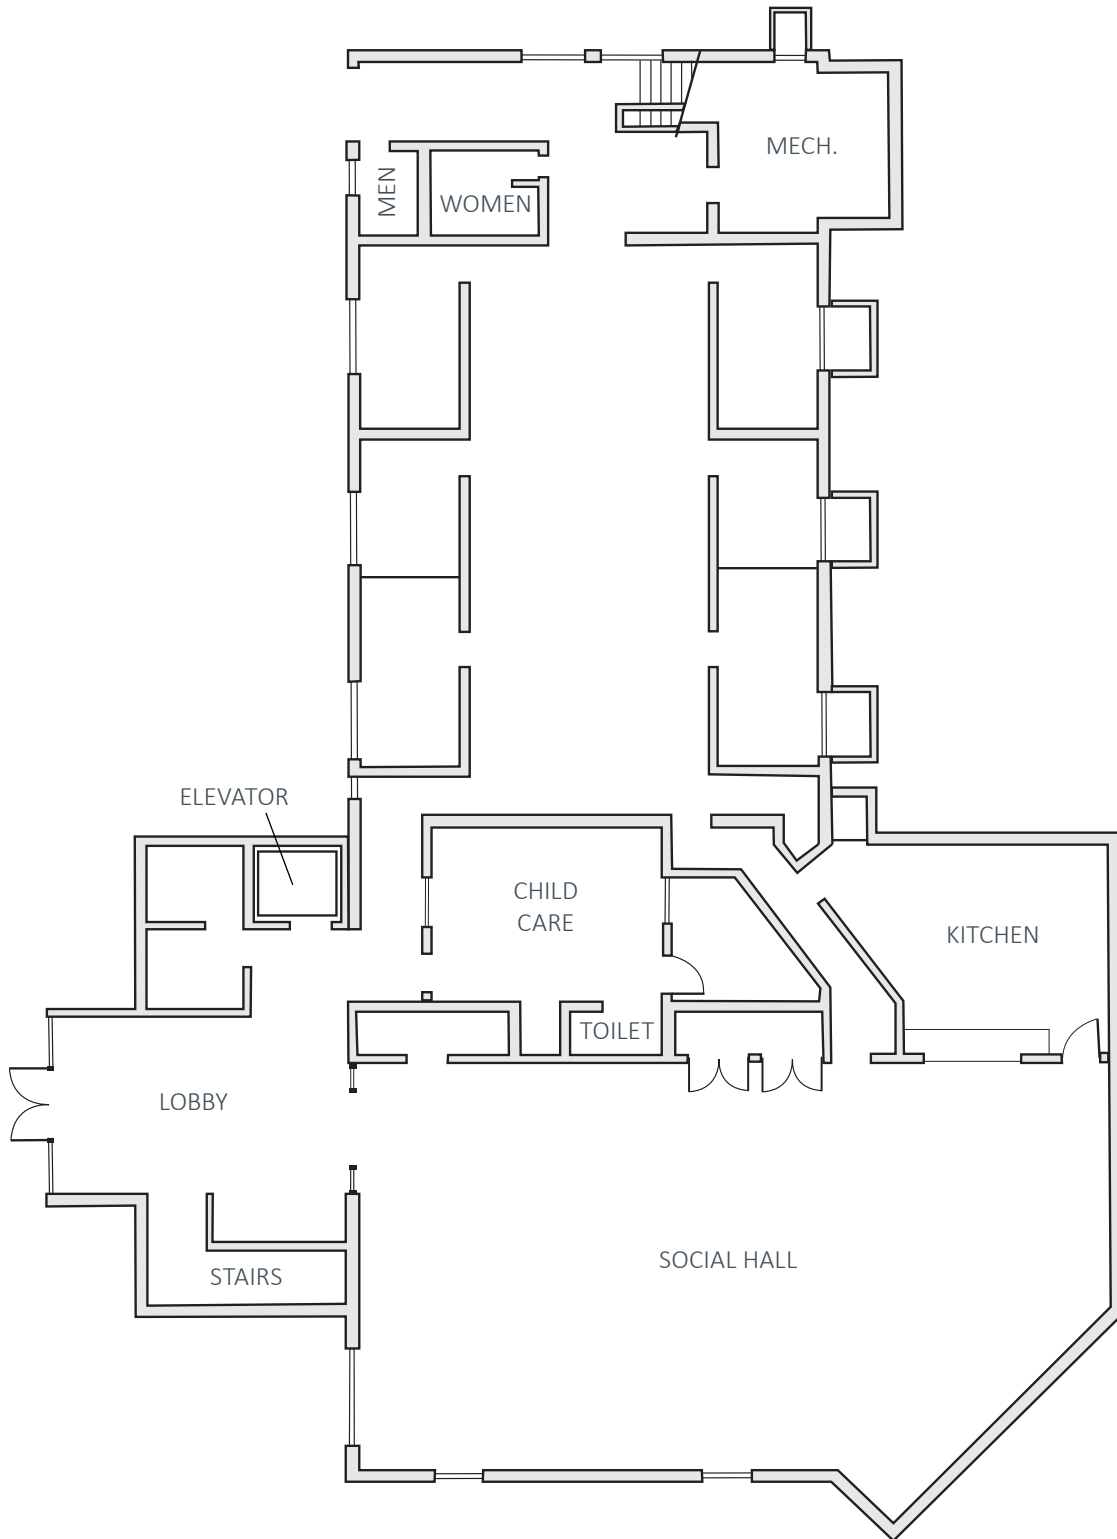 MECH.
MEN
WOMEN
ELEVATOR
CHILD
CARE
KITCHEN
TOILET
LOBBY
SOCIAL HALL
STAIRS